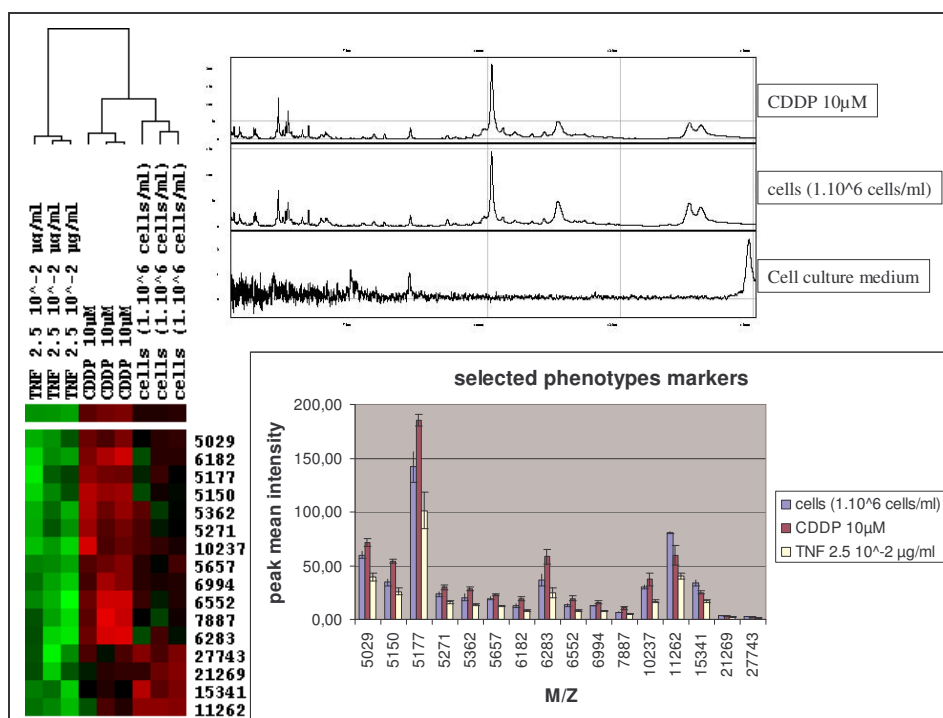 CDDP 10µM
cells (1.10^6 cells/ml)
Cell culture medium
TNF 2.5 10^-2 µg/ml
TNF 2.5 10^-2 µg/ml
TNF 2.5 10^-2 µg/ml
CDDP 10µM
CDDP 10µM
CDDP 10µM
cells (1.10^6 cells/ml)
cells (1.10^6 cells/ml)
cells (1.10^6 cells/ml)
5029
6182
5177
5150
5362
5271
10237
5657
6994
6552
7887
6283
27743
21269
15341
11262
selected phenotypes markers
peak mean intensity
200,00
150,00
100,00
50,00
0,00
5029
5150
5177
5271
5362
5657
6182
6283
6552
6994
7887
10237
11262
15341
21269
27743
M/Z
cells (1.10^6 cells/ml)
CDDP 10µM
TNF 2.5 10^-2 µg/ml